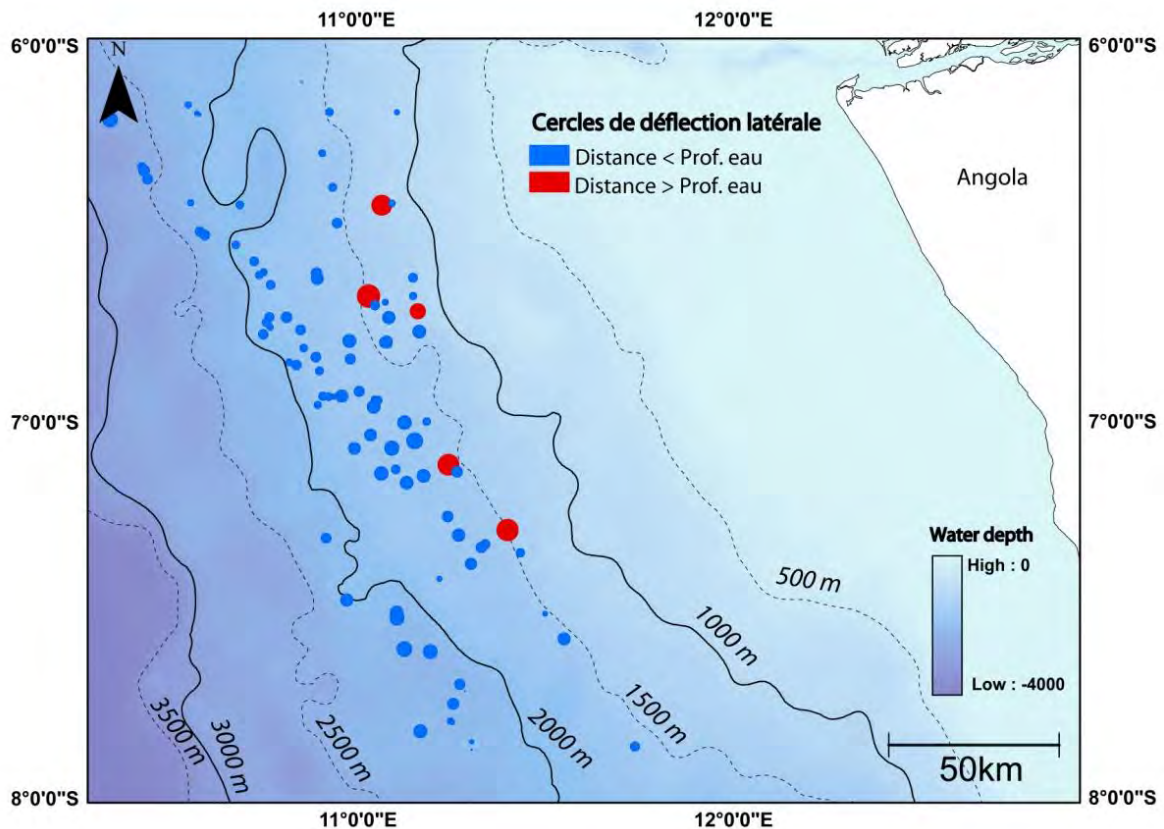 11°0'0"E 12°0'0"E
6°0'0"S 6°0'0"S
N
Cercles de déflection latérale
Distance < Prof. eau
Distance > Prof. eau
Angola
7°0'0"S 7°0'0"S
Water depth
High : 0
Low : -4000
500 m
1000 m
1500 m
2000 m
2500 m
3000 m
3500 m
50km
8°0'0"S 8°0'0"S
11°0'0"E 12°0'0"E